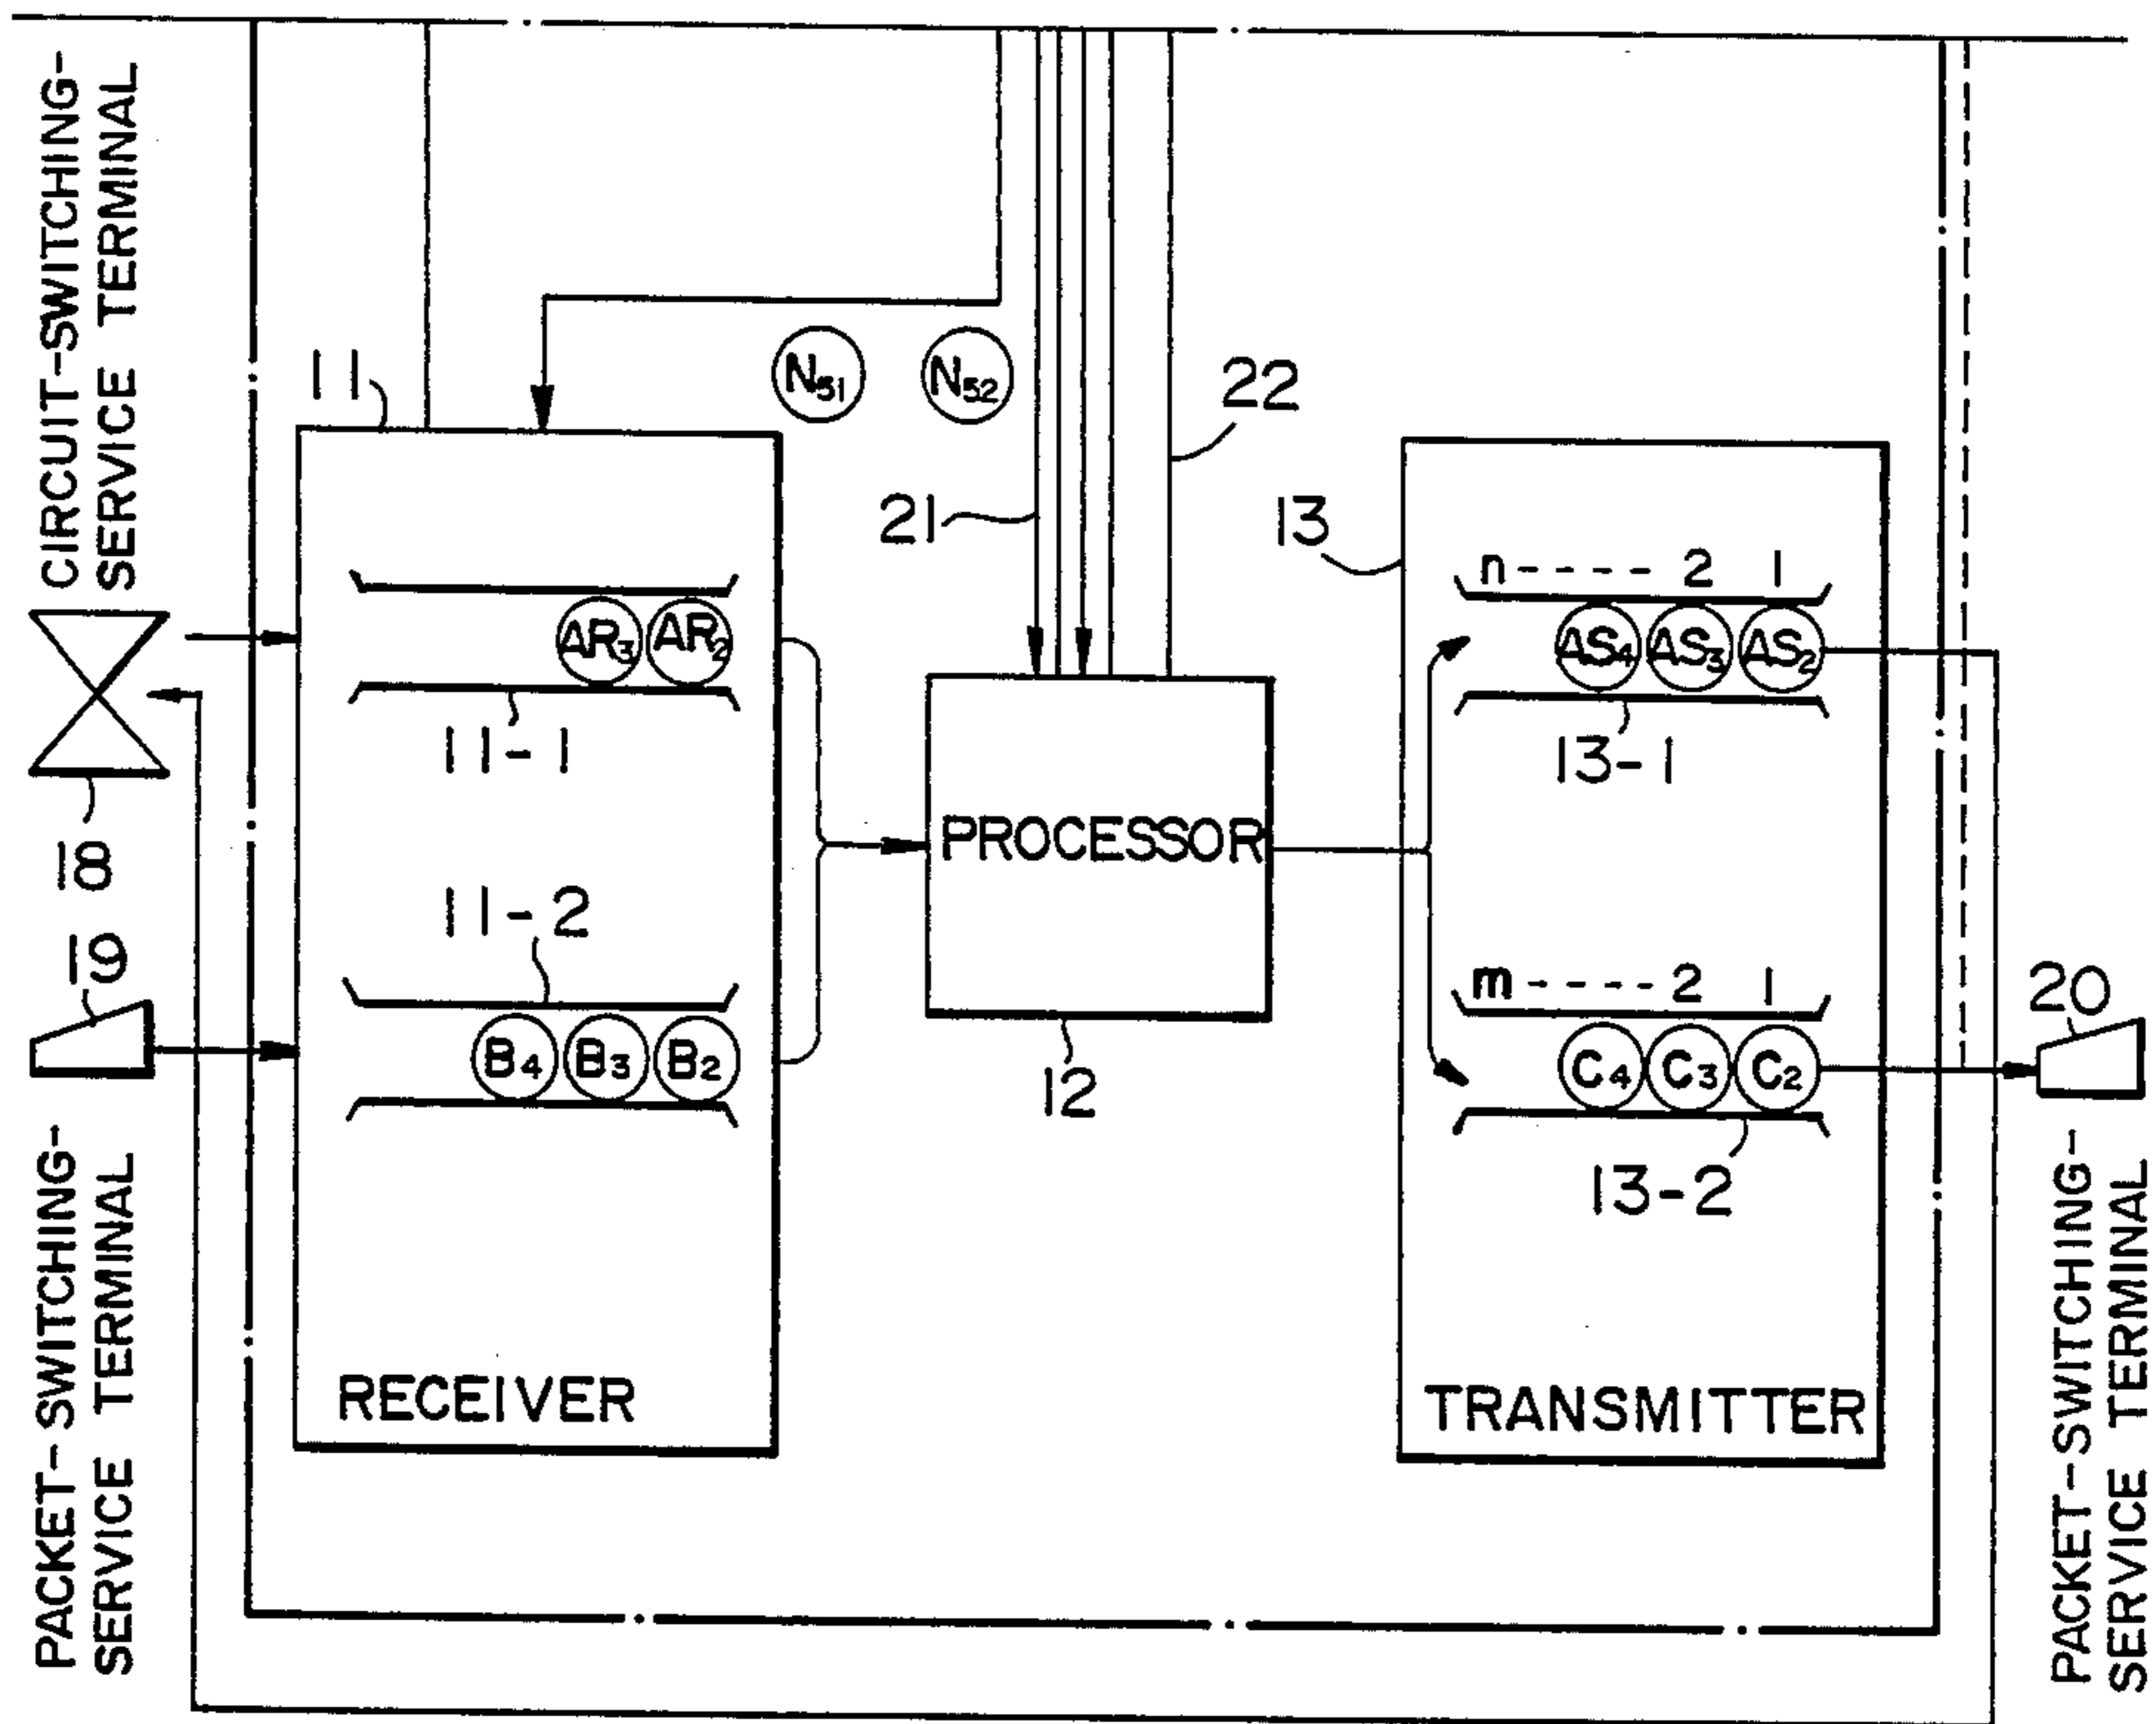 CIRCUIT-SWITCHING-
SERVICE TERMINAL
11
N51
N52
22
21
13
n - - - - - 2 1
AR3 AR2
AS4 AS3 AS2
11-1
13-1
18
PROCESSOR
11-2
19
m - - - - - 2 1
20
B4 B3 B2
C4 C3 C2
12
13-2
PACKET-SWITCHING-
SERVICE TERMINAL
PACKET-SWITCHING-
SERVICE TERMINAL
RECEIVER
TRANSMITTER